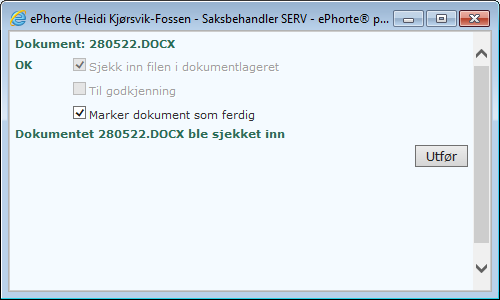 ePhorte (Heidi Kjørsvik-Fossen - Saksbehandler SERV - ePhorte® p...
Dokument: 280522.DOCX
OK Sjekk inn filen i dokumentlageret
Til godkjenning
Marker dokument som ferdig
Dokumentet 280522.DOCX ble sjekket inn
Utfør